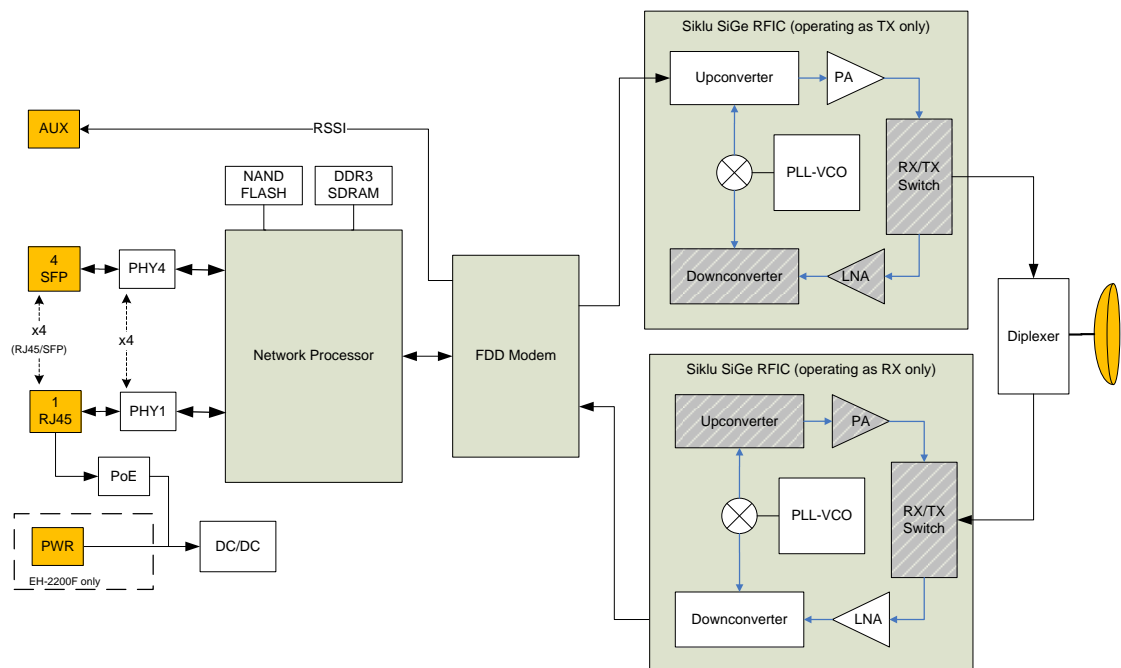 Siklu SiGe RFIC (operating as TX only)
Upconverter
PA
AUX
RSSI
RX/TX
Switch
PLL-VCO
NAND
FLASH
DDR3
SDRAM
4
SFP
PHY4
Downconverter
LNA
x4
(RJ45/SFP)
x4
Network Processor
FDD Modem
Diplexer
Siklu SiGe RFIC (operating as RX only)
1
RJ45
PHY1
Upconverter
PA
PoE
PLL-VCO
RX/TX
Switch
PWR
DC/DC
EH-2200F only
Downconverter
LNA